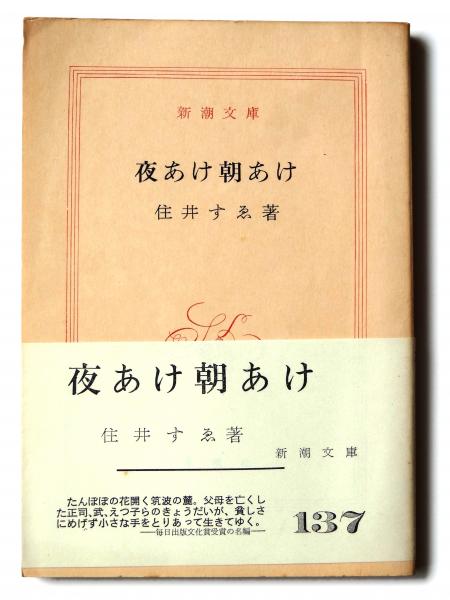 新潮文庫
夜あけ朝あけ
住井すゑ著
夜あけ朝あけ
住井すゑ著
新潮文庫
たんぽぽの花開く筑波の麓。父母を亡くし
た正司、武、えつ子らのきょうだいが、貧しさ
にめげず小さな手をとりあって生きてゆく。
——毎日出版文化賞受賞の名編——
137